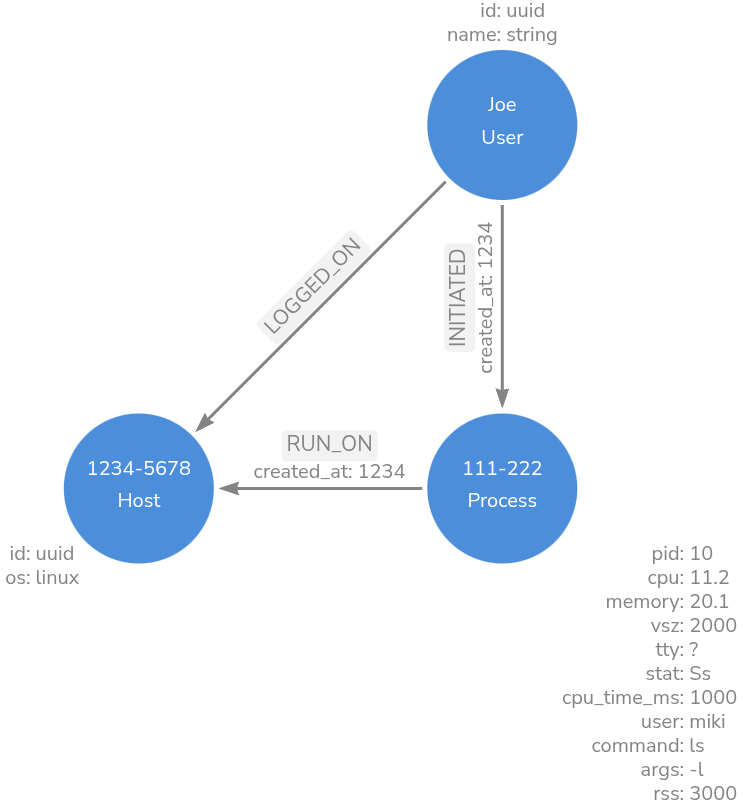 id: uuid
name: string
Joe
User
LOGGED_ON
INITIATED
created_at: 1234
RUN_ON
created_at: 1234
1234-5678
Host
111-222
Process
id: uuid
os: linux
pid: 10
cpu: 11.2
memory: 20.1
vsz: 2000
tty: ?
stat: Ss
cpu_time_ms: 1000
user: miki
command: ls
args: -l
rss: 3000